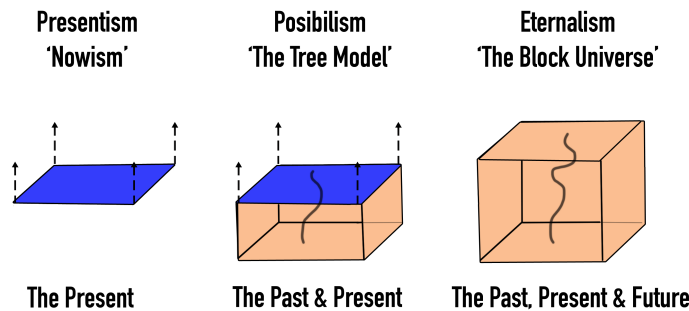 Presentism
‘Nowism’
Posibilism
‘The Tree Model’
Eternalism
‘The Block Universe’
The Present
The Past & Present
The Past, Present & Future